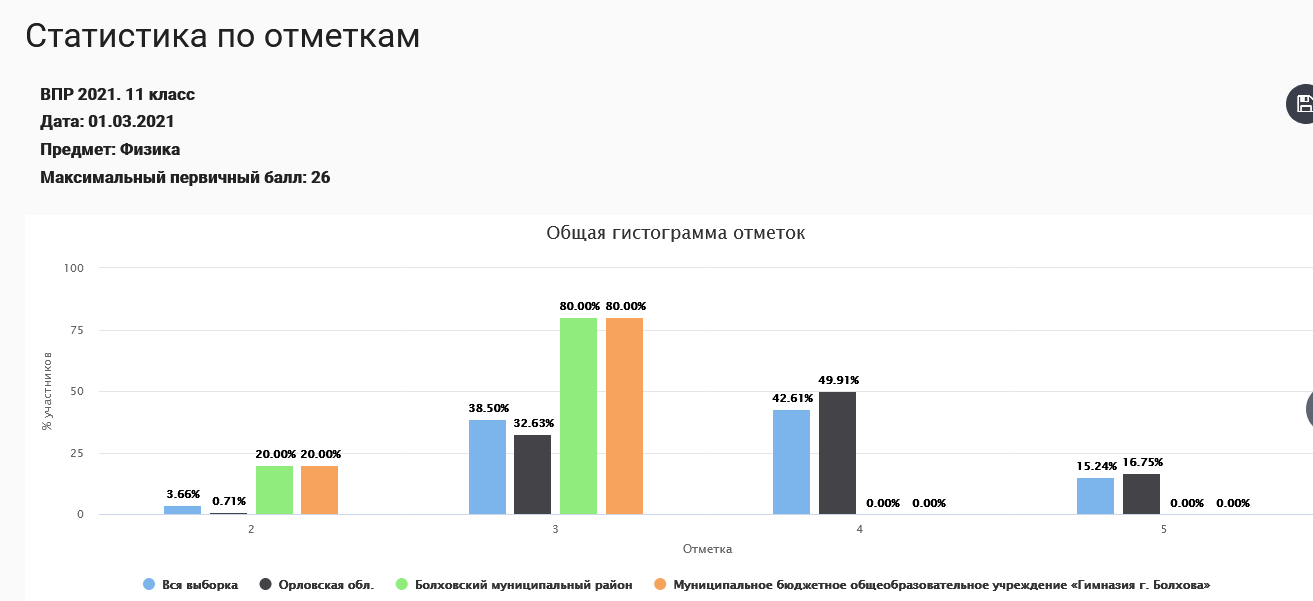 Статистика по отметкам
ВПР 2021. 11 класс
Дата: 01.03.2021
Предмет: Физика
Максимальный первичный балл: 26
Общая гистограмма отметок
100
75
50
25
0
% участников
3.66% 0.71% 20.00% 20.00%
38.50% 32.63% 80.00% 80.00%
42.61% 49.91% 0.00% 0.00%
15.24% 16.75% 0.00% 0.00%
2 3 4 5
Отметка
Вся выборка Орловская обл. Болховский муниципальный район Муниципальное бюджетное общеобразовательное учреждение «Гимназия г. Болхова»